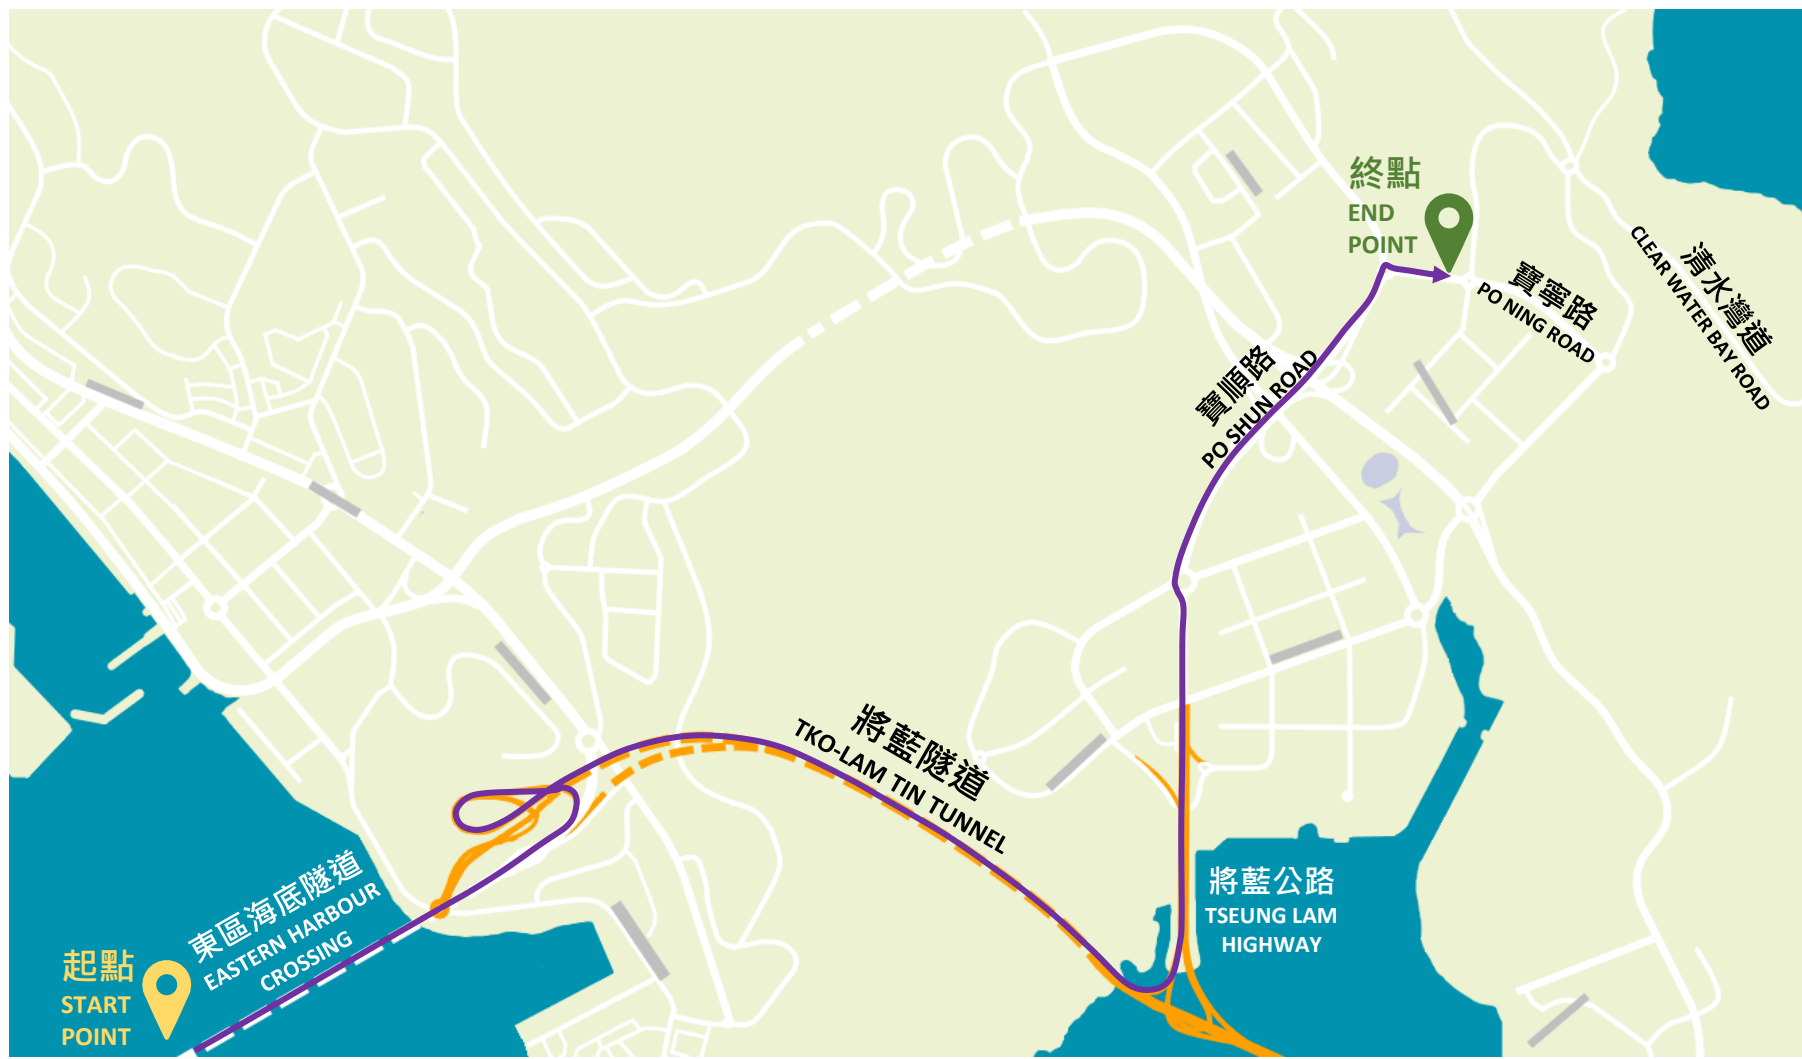 終點
END
POINT
清水灣道
CLEAR WATER BAY ROAD
寶寧路
PO NING ROAD
寶順路
PO SHUN ROAD
將藍隧道
TKO-LAM TIN TUNNEL
將藍公路
TSEUNG LAM
HIGHWAY
東區海底隧道
EASTERN HARBOUR
CROSSING
起點
START
POINT